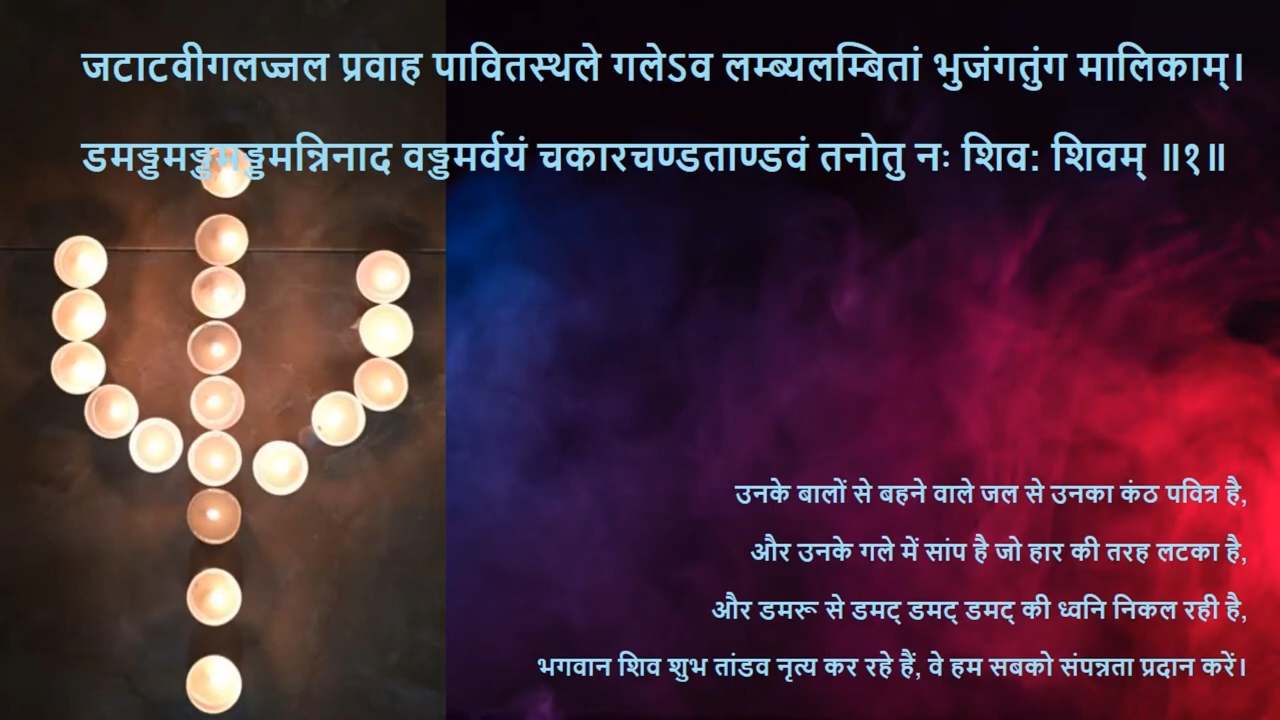 जटाटवीगलज्जल प्रवाह पावितस्थले गलेऽव लम्ब्यलम्बितां भुजंगतुंग मालिकाम्।
डमड्डमड्डमड्डमन्निनाद वड्डमर्वयं चकारचण्डताण्डवं तनोतु नः शिव: शिवम् ॥१॥
उनके बालों से बहने वाले जल से उनका कंठ पवित्र है,
और उनके गले में सांप है जो हार की तरह लटका है,
और डमरू से डमट् डमट् डमट् की ध्वनि निकल रही है,
भगवान शिव शुभ तांडव नृत्य कर रहे हैं, वे हम सबको संपन्नता प्रदान करें।